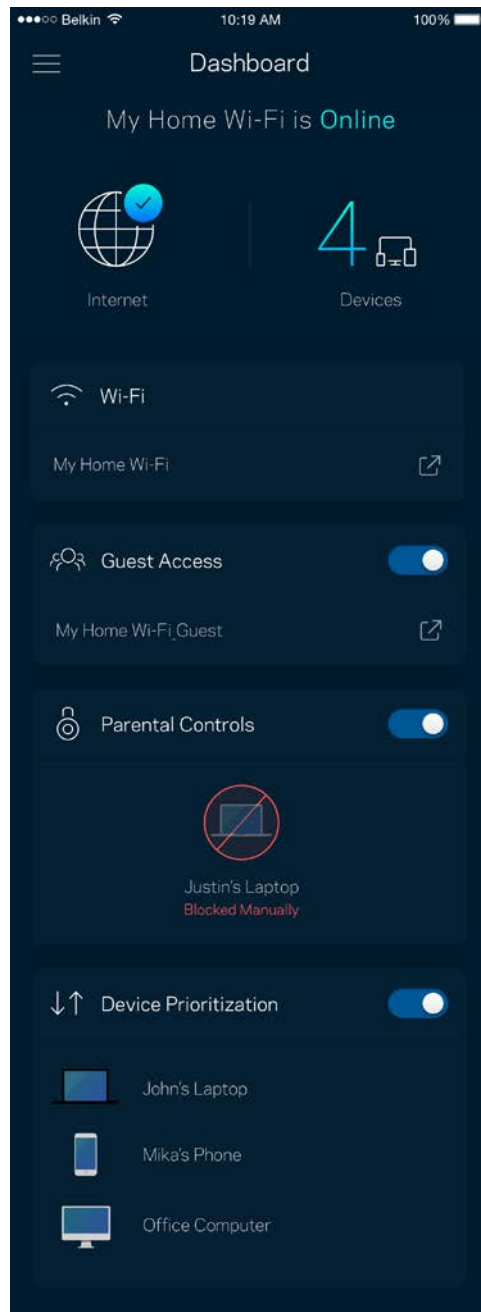 Belkin 10:19 AM 100%
Dashboard
My Home Wi-Fi is Online
4
Internet Devices
Wi-Fi
My Home Wi-Fi
Guest Access
My Home Wi-Fi_Guest
Parental Controls
Justin's Laptop
Blocked Manually
Device Prioritization
John's Laptop
Mika's Phone
Office Computer